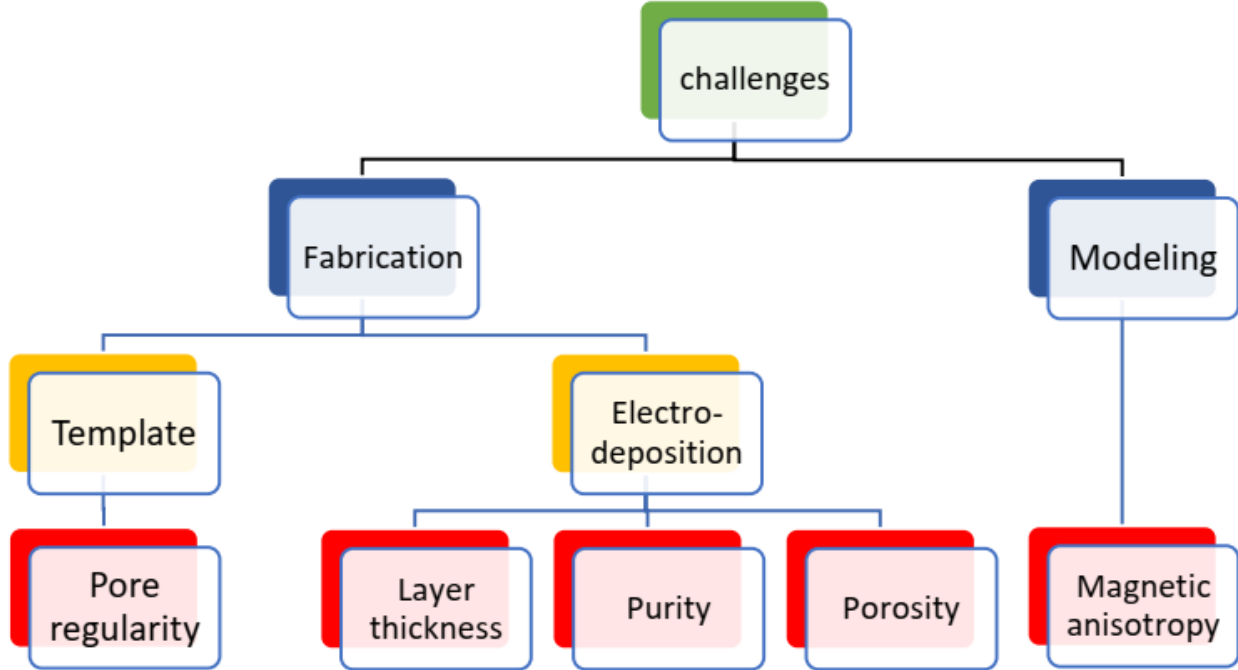 challenges
Fabrication
Modeling
Template
Electro-
deposition
Pore
regularity
Layer
thickness
Purity
Porosity
Magnetic
anisotropy